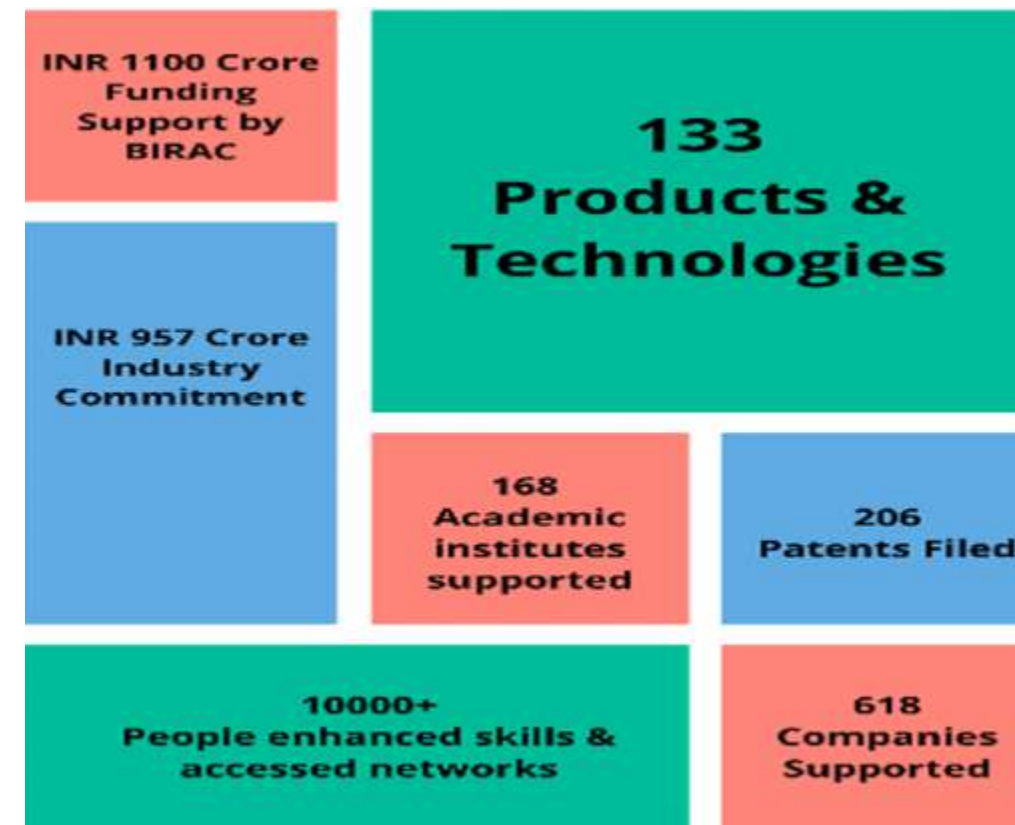 INR 1100 Crore
Funding
Support by
BIRAC
133
Products &
Technologies
INR 957 Crore
Industry
Commitment
168
Academic
institutes
supported
206
Patents Filed
10000+
People enhanced skills &
accessed networks
618
Companies
Supported